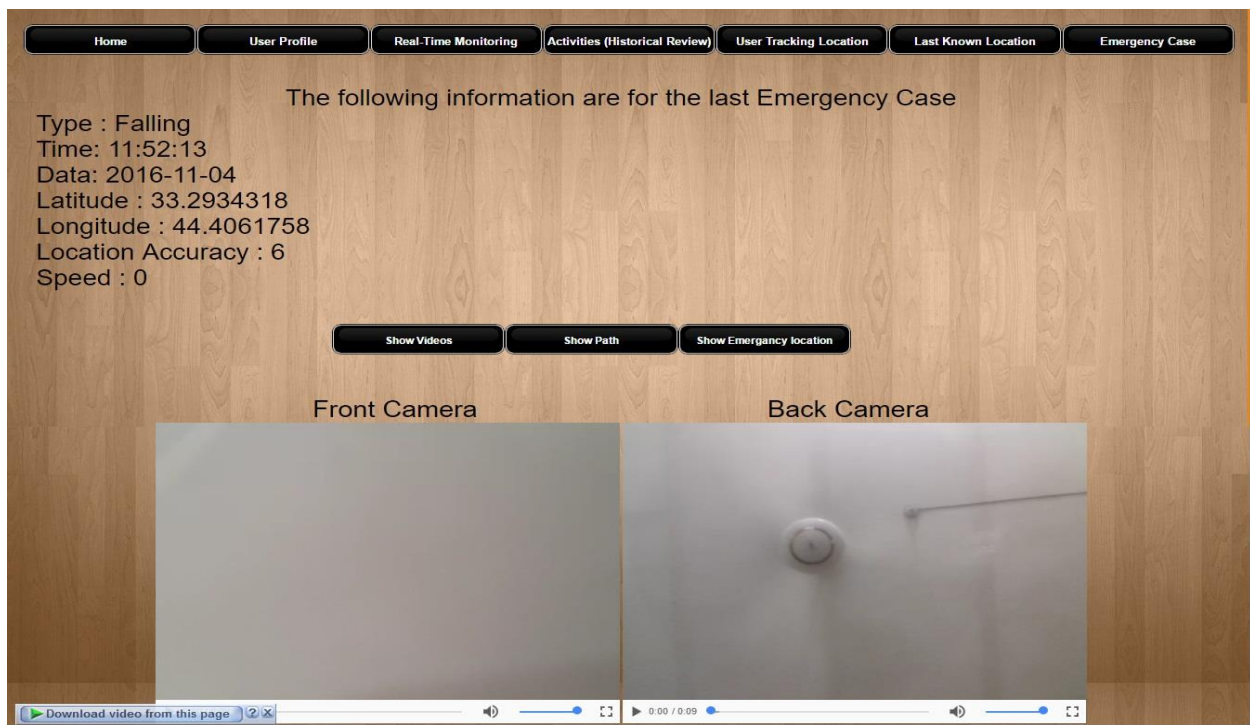 Home User Profile Real-Time Monitoring Activities (Historical Review) User Tracking Location Last Known Location Emergency Case
The following information are for the last Emergency Case
Type : Falling
Time: 11:52:13
Data: 2016-11-04
Latitude : 33.2934318
Longitude : 44.4061758
Location Accuracy : 6
Speed : 0
Show Videos Show Path Show Emergancy location
Front Camera Back Camera
Download video from this page ? X 0:00 / 0:09